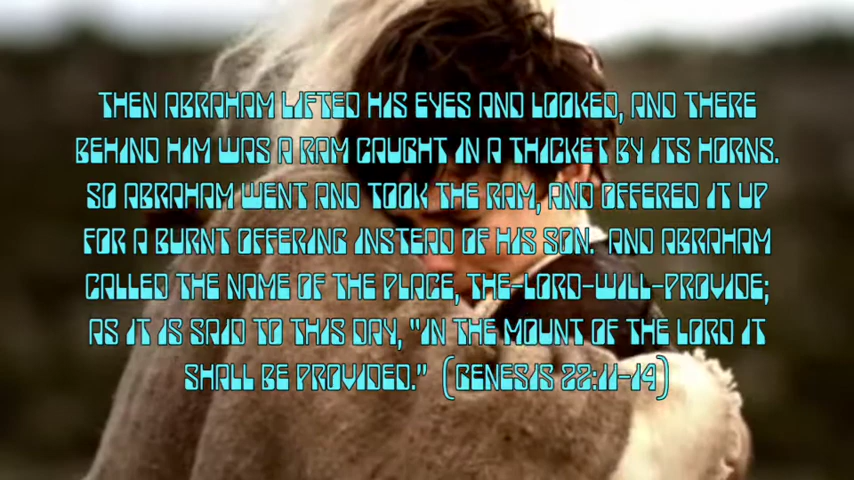 THEN ABRAHAM LIFTED HIS EYES AND LOOKED, AND THERE
BEHIND HIM WAS A RAM CAUGHT IN A THICKET BY ITS HORNS.
SO ABRAHAM WENT AND TOOK THE RAM, AND OFFERED IT UP
FOR A BURNT OFFERING INSTEAD OF HIS SON. AND ABRAHAM
CALLED THE NAME OF THE PLACE, THE-LORD-WILL-PROVIDE;
AS IT IS SAID TO THIS DAY, "IN THE MOUNT OF THE LORD IT
SHALL BE PROVIDED." (GENESIS 22:11-14)